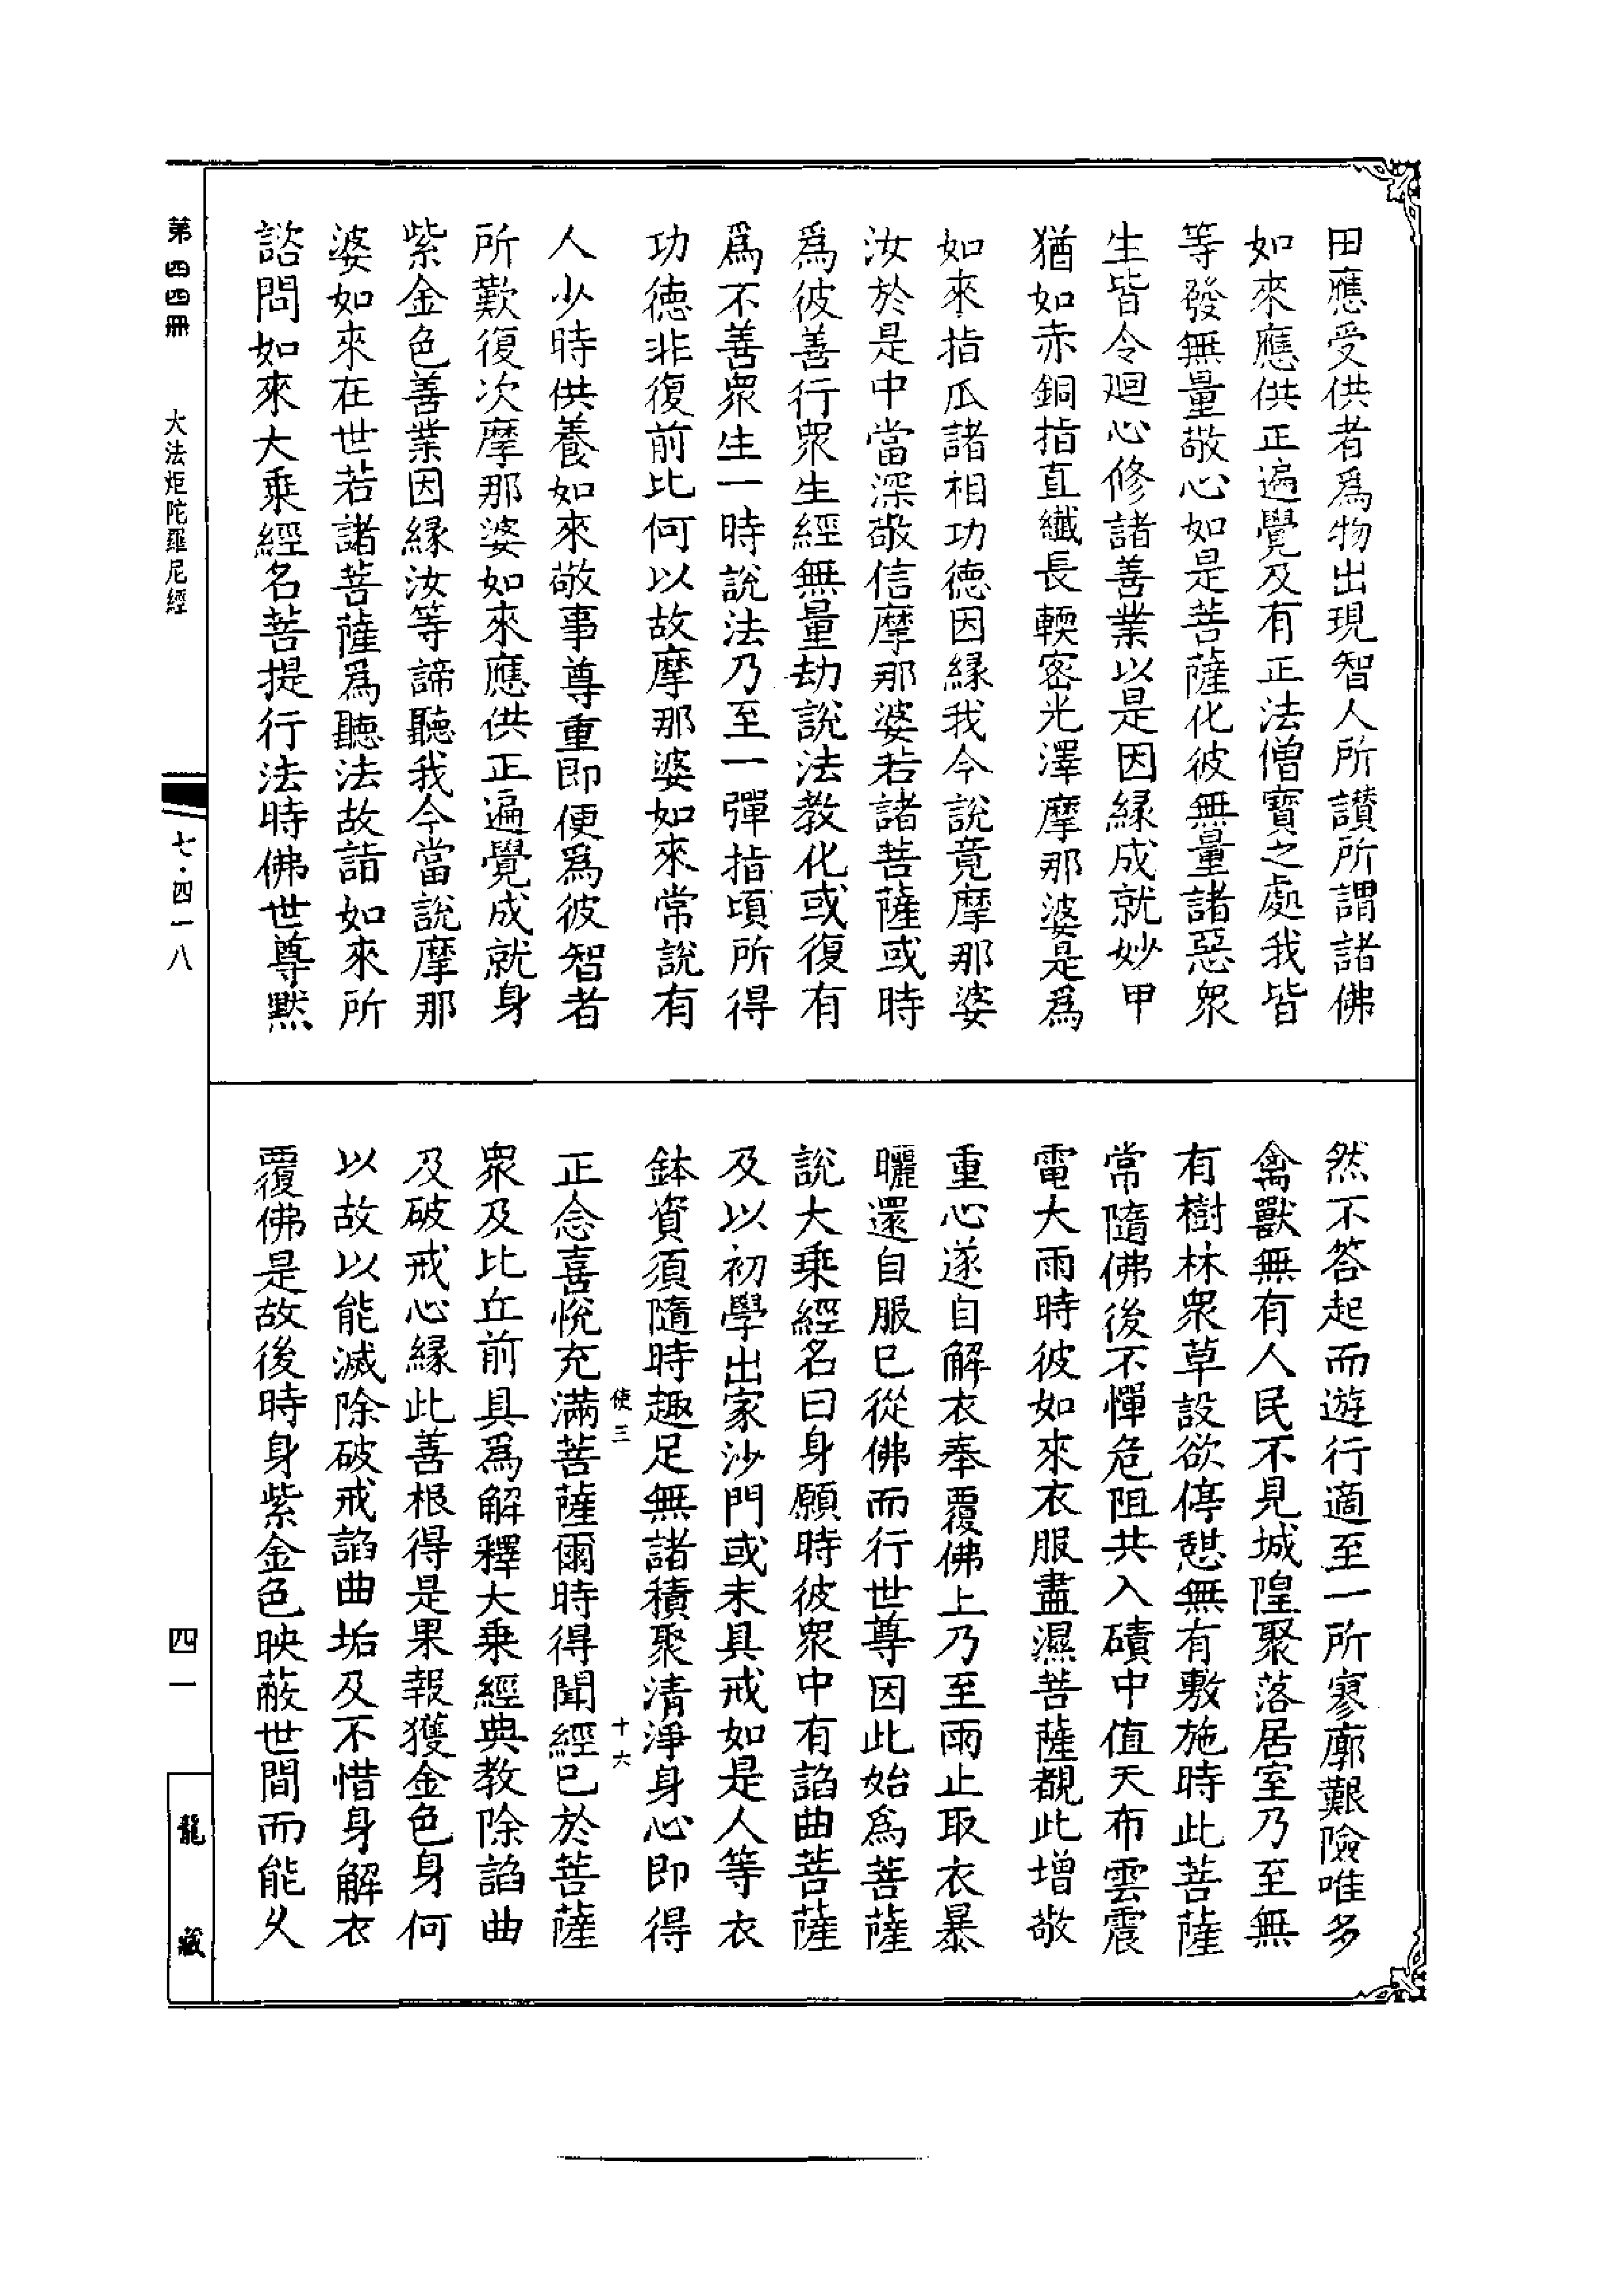 田應受供者爲物出現智人所讃所謂諸佛
如來應供正遍覺及有正法僧寶之處我皆
等發無量敬心如是菩薩化彼無量諸惡衆
生皆令廻心修諸善業以是因緣成就妙甲
猶如赤銅指直纖長輭密光澤摩那婆是爲
如來指瓜諸相功德因緣我今說竟摩那婆
汝於是中當深敬信摩那婆若諸菩薩或時
爲彼善行衆生經無量劫說法教化或復有
爲不善衆生一時說法乃至一彈指頃所得
功德非復前比何以故摩那婆如來常說有
人少時供養如來敬事尊重即便爲彼智者
所歎復次摩那婆如來應供正遍覺成就身
紫金色善業因緣汝等諦聽我今當說摩那
婆如來在世若諸菩薩爲聽法故詣如來所
諮問如來大乘經名菩提行法時佛世尊默
然不答起而遊行適至一所寥廓艱險唯多
禽獸無有人民不見城隍聚落居室乃至無
有樹林衆草設欲停憩無有敷施時此菩薩
常隨佛後不憚危阻共入磧中值天布雲震
電大雨時彼如來衣服盡濕菩薩覩此增敬
重心遂自解衣奉覆佛上乃至雨止取衣暴
曬還自服已從佛而行世尊因此始爲菩薩
說大乘經名曰身願時彼衆中有諂曲菩薩
及以初學出家沙門或未具戒如是人等衣
鉢資須隨時趣足無諸積聚清淨身心即得
使三 十六
正念喜悅充滿菩薩爾時得聞經已於菩薩
衆及比丘前具爲解釋大乘經典教除諂曲
及破戒心緣此善根得是果報獲金色身何
以故以能滅除破戒諂曲垢及不惜身解衣
覆佛是故後時身紫金色映蔽世間而能久
第四四冊 大法炬陀羅尼經 七·四一八 四一 龍藏